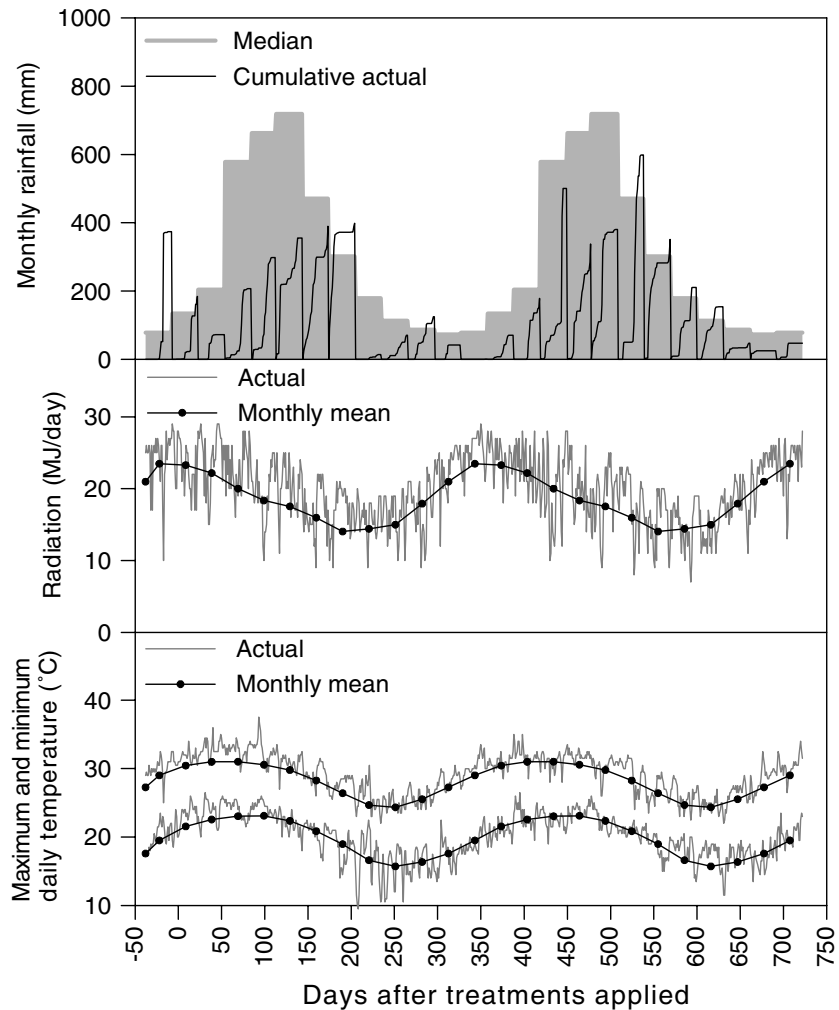 1000
800
600
400
200
0
Monthly rainfall (mm)
Median
Cumulative actual
30
20
10
0
Radiation (MJ/day)
Actual
Monthly mean
40
30
20
10
Maximum and minimum
daily temperature (˚C)
Actual
Monthly mean
-50
0
50
100
150
200
250
300
350
400
450
500
550
600
650
700
750
Days after treatments applied